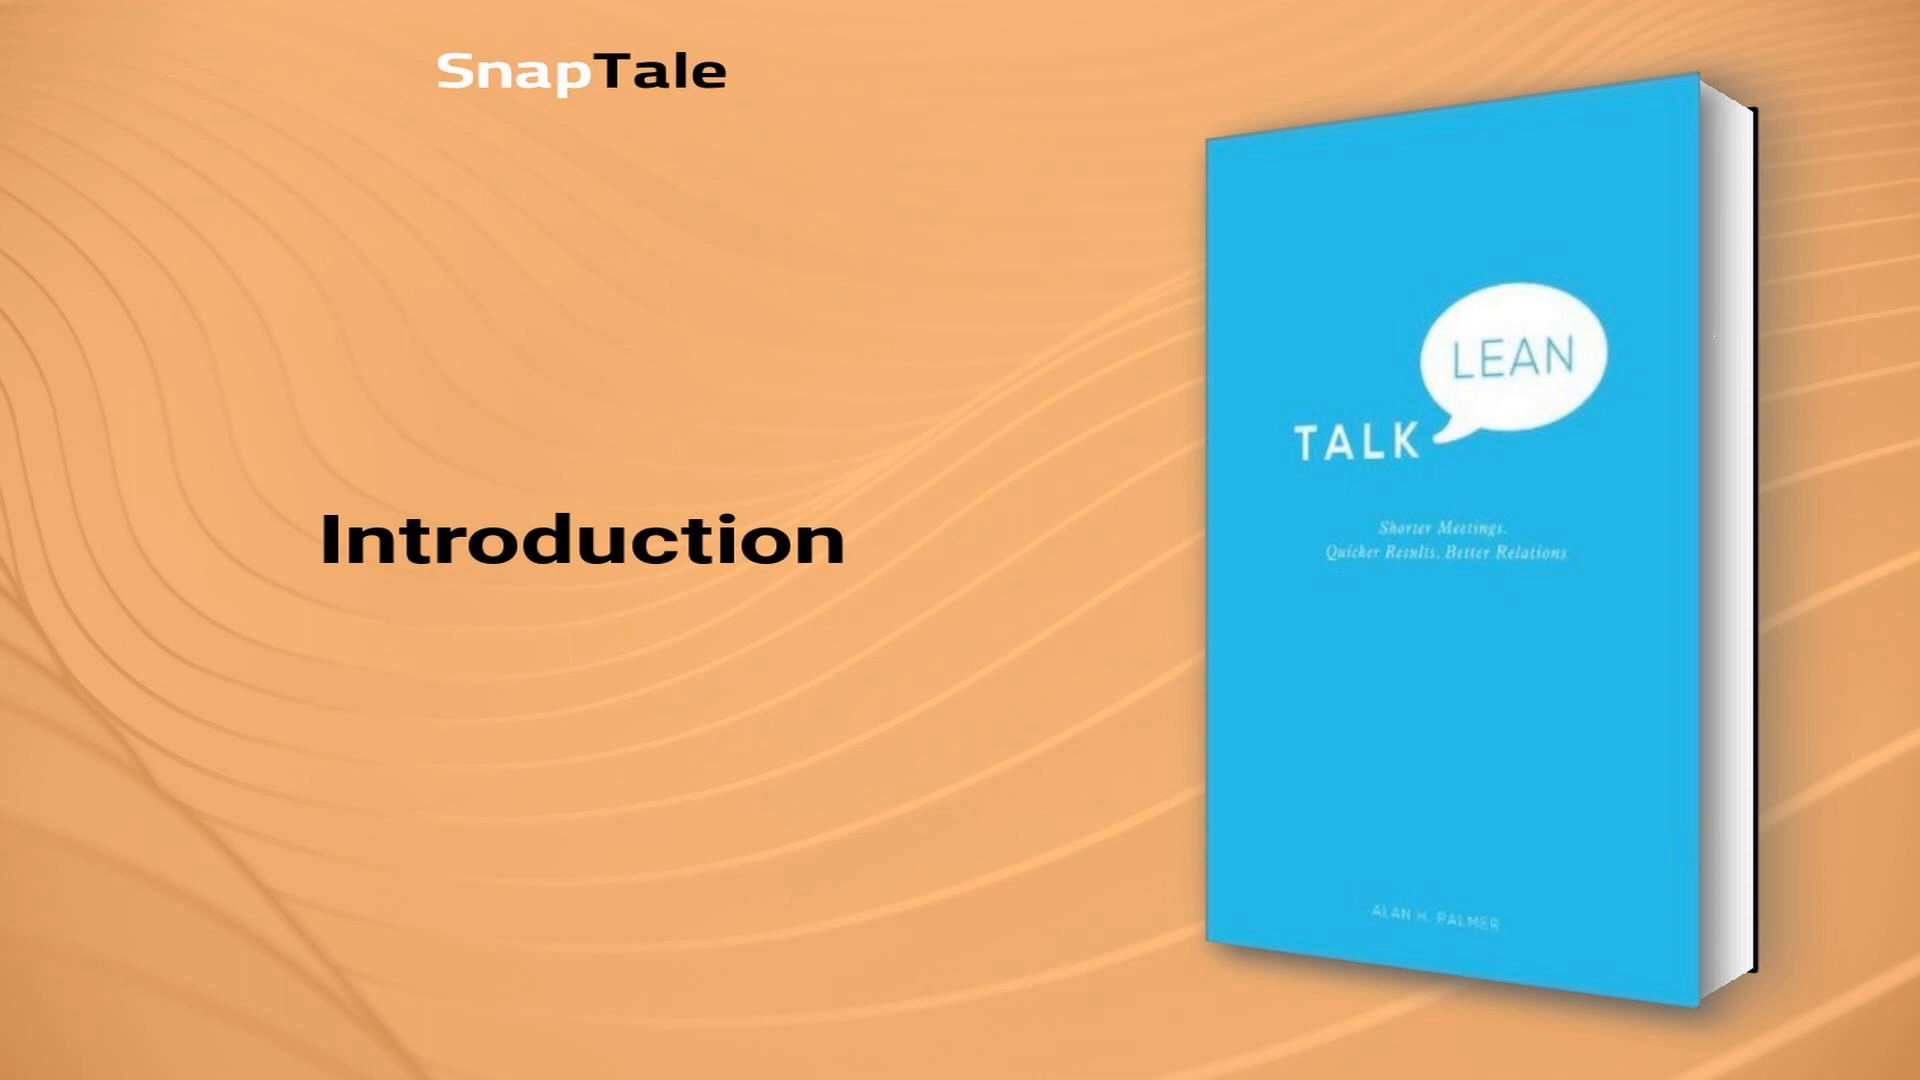 SnapTale
Introduction
LEAN
TALK
Shorter Meetings.
Quicker Results. Better Relations
ALAN H. PALMER